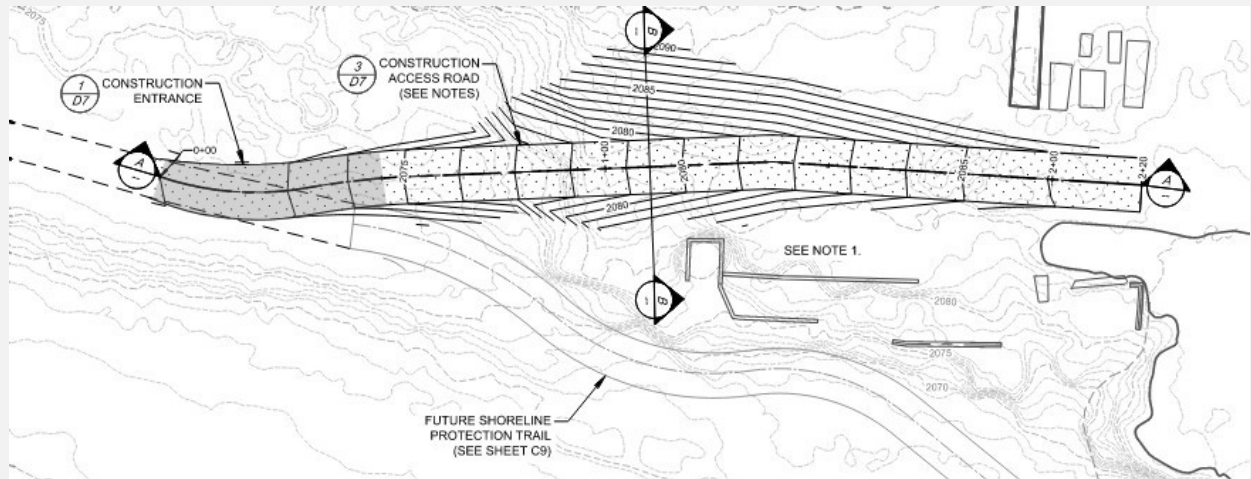 2075
1
D7
CONSTRUCTION
ENTRANCE
3
D7
CONSTRUCTION
ACCESS ROAD
(SEE NOTES)
B
2090
2085
2080
A
0+00
2075
1+00
2080
2085
2+00
2+20
A
2080
SEE NOTE 1.
B
2080
2075
2070
FUTURE SHORELINE
PROTECTION TRAIL
(SEE SHEET C9)